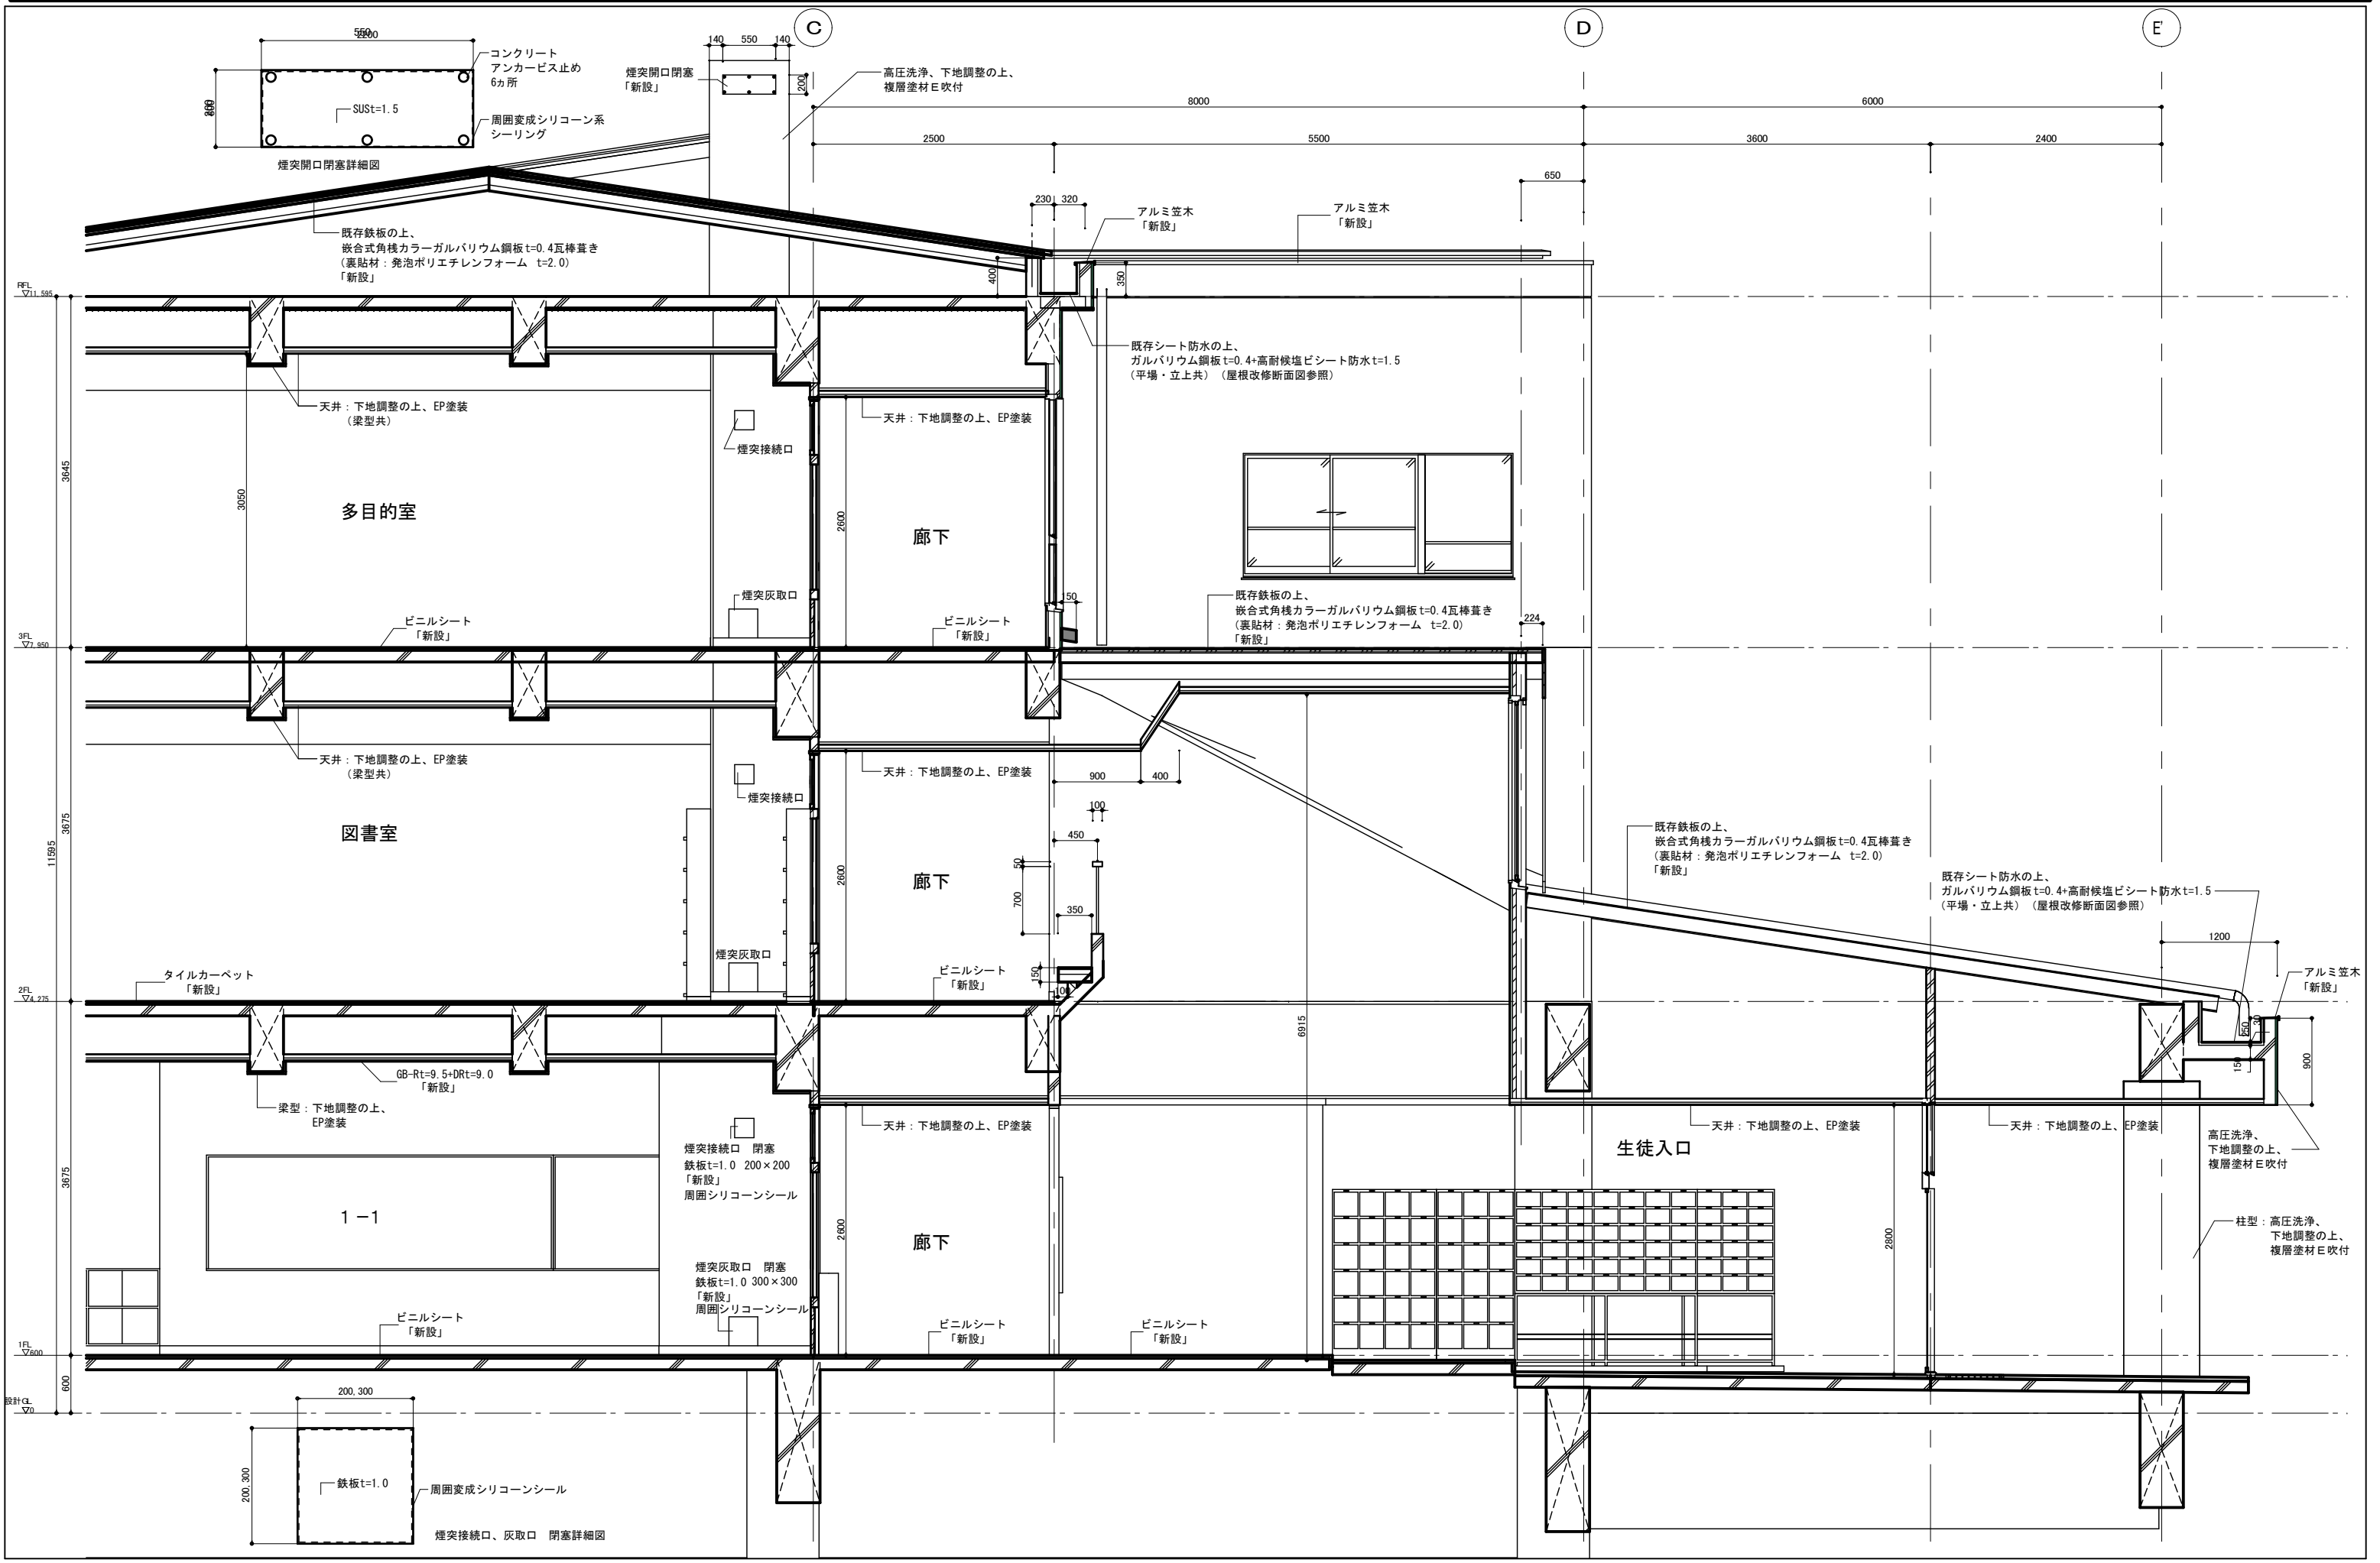 C
D
E'
2200
コンクリート
アンカービス止め
6ヵ所
SUSt=1.5
周囲変成シリコーン系
シーリング
煙突開口閉塞詳細図
140
550
140
煙突開口閉塞
「新設」
200
高圧洗浄、下地調整の上、
複層塗材E吹付
8000
6000
2500
5500
3600
2400
650
230
320
アルミ笠木
「新設」
アルミ笠木
「新設」
既存鉄板の上、
嵌合式角桟カラーガルバリウム鋼板t=0.4瓦棒葺き
(裏貼材:発泡ポリエチレンフォーム t=2.0)
「新設」
400
350
RFL
▽11,595
既存シート防水の上、
ガルバリウム鋼板t=0.4+高耐候塩ビシート防水t=1.5
(平場・立上共)(屋根改修断面図参照)
天井:下地調整の上、EP塗装
(梁型共)
天井:下地調整の上、EP塗装
煙突接続口
3645
3050
2600
多目的室
廊下
煙突灰取口
150
既存鉄板の上、
嵌合式角桟カラーガルバリウム鋼板t=0.4瓦棒葺き
(裏貼材:発泡ポリエチレンフォーム t=2.0)
「新設」
224
ビニルシート
「新設」
ビニルシート
「新設」
3FL
▽7,950
天井:下地調整の上、EP塗装
(梁型共)
天井:下地調整の上、EP塗装
煙突接続口
900
400
100
450
50
700
350
150
100
3675
11595
図書室
廊下
2600
6915
既存鉄板の上、
嵌合式角桟カラーガルバリウム鋼板t=0.4瓦棒葺き
(裏貼材:発泡ポリエチレンフォーム t=2.0)
「新設」
既存シート防水の上、
ガルバリウム鋼板t=0.4+高耐候塩ビシート防水t=1.5
(平場・立上共)(屋根改修断面図参照)
1200
アルミ笠木
「新設」
煙突灰取口
タイルカーペット
「新設」
ビニルシート
「新設」
2FL
▽4,275
250
30
150
900
GB-Rt=9.5+DRt=9.0
「新設」
梁型:下地調整の上、
EP塗装
天井:下地調整の上、EP塗装
天井:下地調整の上、EP塗装
天井:下地調整の上、EP塗装
生徒入口
高圧洗浄、
下地調整の上、
複層塗材E吹付
煙突接続口 閉塞
鉄板t=1.0 200×200
「新設」
周囲シリコーンシール
3675
1-1
2600
廊下
2800
柱型:高圧洗浄、
下地調整の上、
複層塗材E吹付
煙突灰取口 閉塞
鉄板t=1.0 300×300
「新設」
周囲シリコーンシール
ビニルシート
「新設」
ビニルシート
「新設」
ビニルシート
「新設」
1FL
▽600
600
設計GL
▽0
200,300
200,300
鉄板t=1.0
周囲変成シリコーンシール
煙突接続口、灰取口 閉塞詳細図